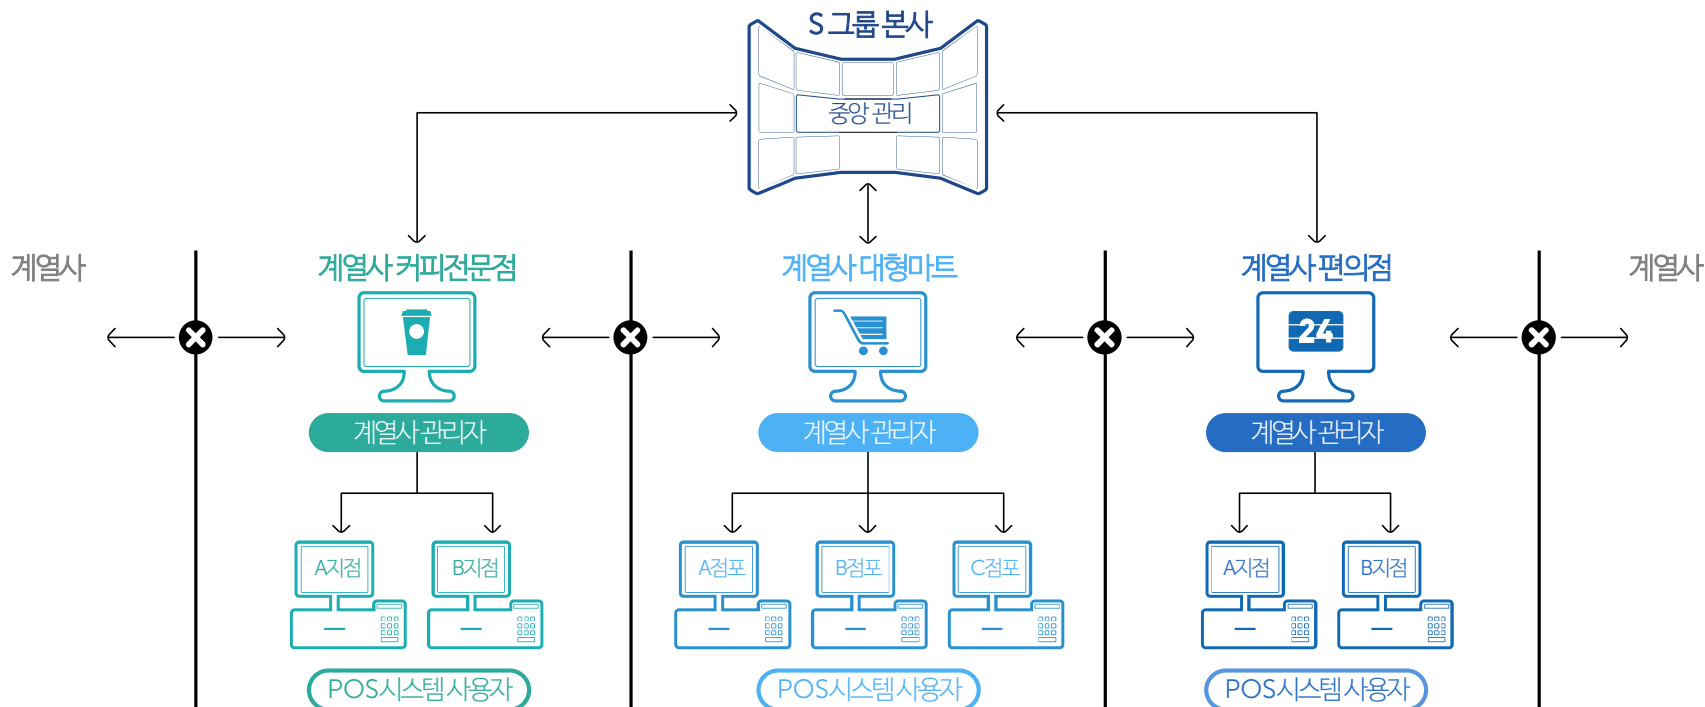 S 그룹 본사
중앙 관리
계열사
계열사 커피전문점
계열사 대형마트
계열사 편의점
계열사
24
계열사 관리자
계열사 관리자
계열사 관리자
A지점
B지점
A점포
B점포
C점포
A지점
B지점
POS시스템 사용자
POS시스템 사용자
POS시스템 사용자